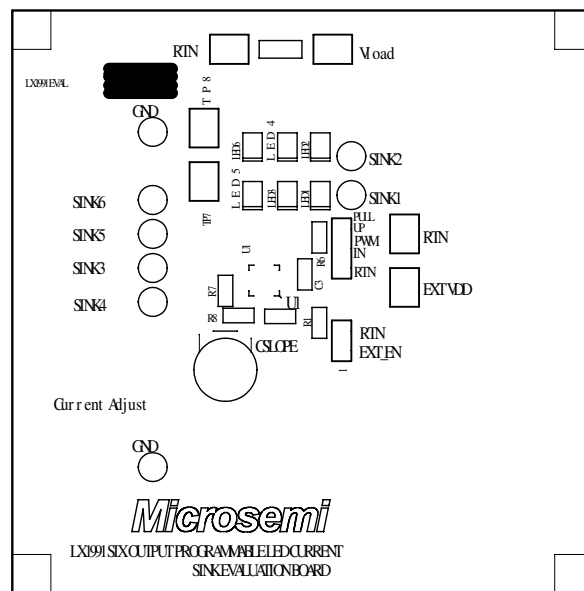 RTN
Vload
LX1991EVAL
TP8
GND
LED6
LED4
LED2
SINK2
LED5
LED3
LED1
SINK1
SINK6
TP7
PULL
UP
SINK5
PWM
IN
RTN
U1
R6
SINK3
RTN
C3
EXTVDD
R7
SINK4
U1
R8
R1
RTN
CSLOPE
EXT_EN
Current Adjust
GND
Microsemi
LX1991 SIX OUTPUT PROGRAMMABLE LED CURRENT
SINK EVALUATION BOARD